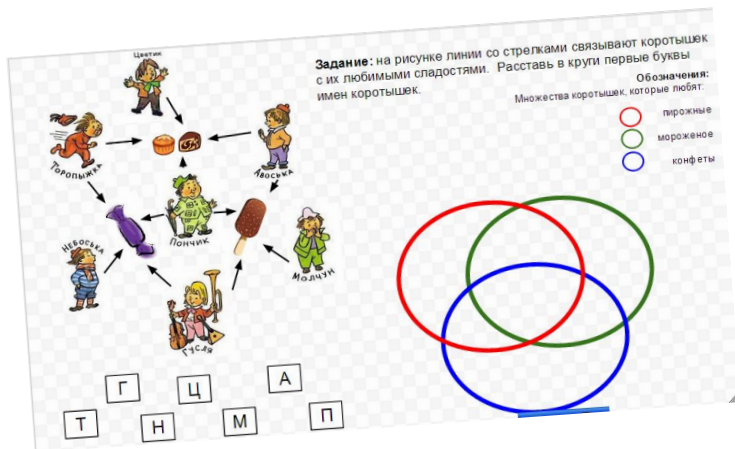 Цветик
Задание: на рисунке линии со стрелками связывают коротышек
с их любимыми сладостями. Расставь в круги первые буквы
имен коротышек.
Обозначения:
Множества коротышек, которые любят:
пирожные
мороженое
конфеты
Торопыжка
Авоська
Небоська
Пончик
Молчун
Гусля
Г
Ц
А
Т
Н
М
П